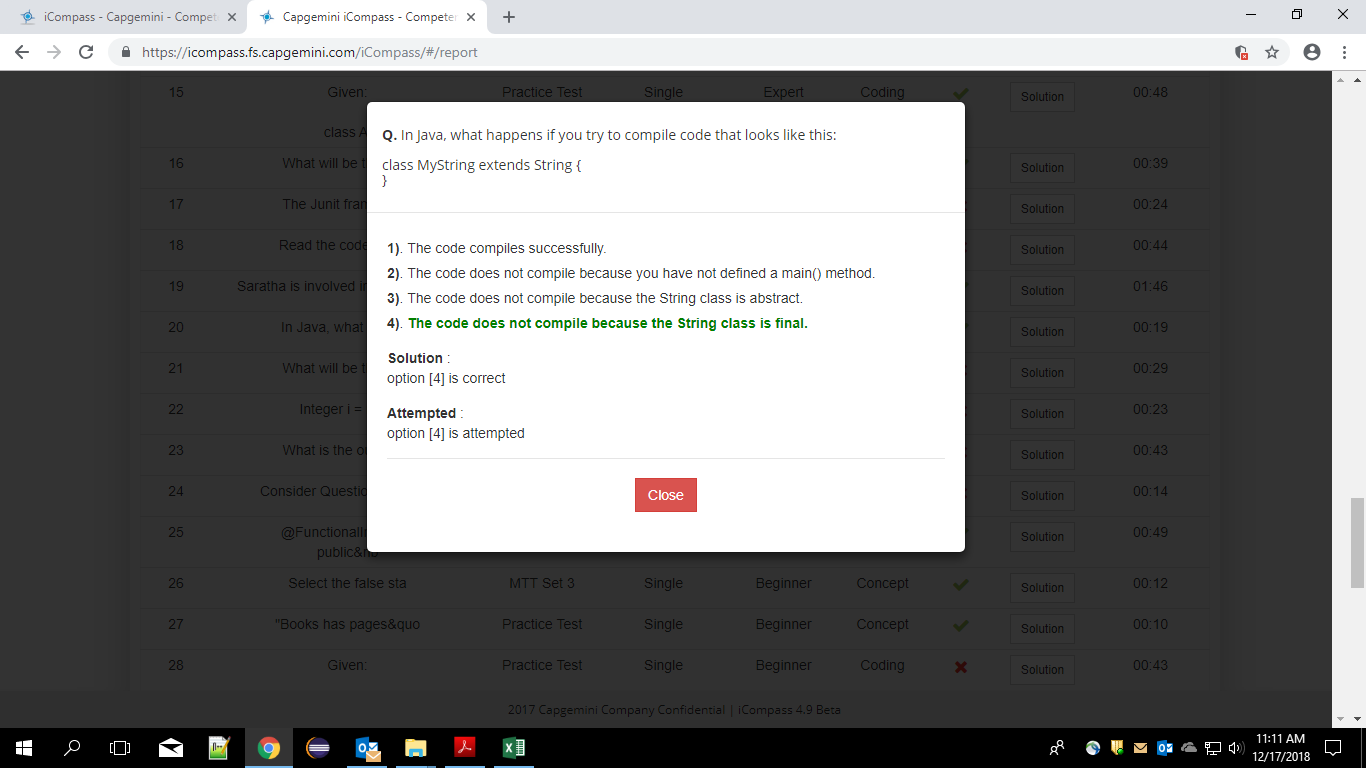 iCompass - Capgemini - Compet
Capgemini iCompass - Competer
https://icompass.fs.capgemini.com/iCompass/#/report
15 Given: Practice Test Single Expert Coding Solution 00:48
class A
Q. In Java, what happens if you try to compile code that looks like this:
class MyString extends String {
}
1). The code compiles successfully.
2). The code does not compile because you have not defined a main() method.
3). The code does not compile because the String class is abstract.
4). The code does not compile because the String class is final.
Solution :
option [4] is correct
Attempted :
option [4] is attempted
Close
16 What will be t Solution 00:39
17 The Junit fran Solution 00:24
18 Read the code Solution 00:44
19 Saratha is involved in Solution 01:46
20 In Java, what Solution 00:19
21 What will be t Solution 00:29
22 Integer i = Solution 00:23
23 What is the o Solution 00:43
24 Consider Questio Solution 00:14
25 @FunctionalI Solution 00:49
public&n
26 Select the false sta MTT Set 3 Single Beginner Concept Solution 00:12
27 "Books has pages&quo Practice Test Single Beginner Concept Solution 00:10
28 Given: Practice Test Single Beginner Coding Solution 00:43
2017 Capgemini Company Confidential | iCompass 4.9 Beta
11:11 AM
12/17/2018